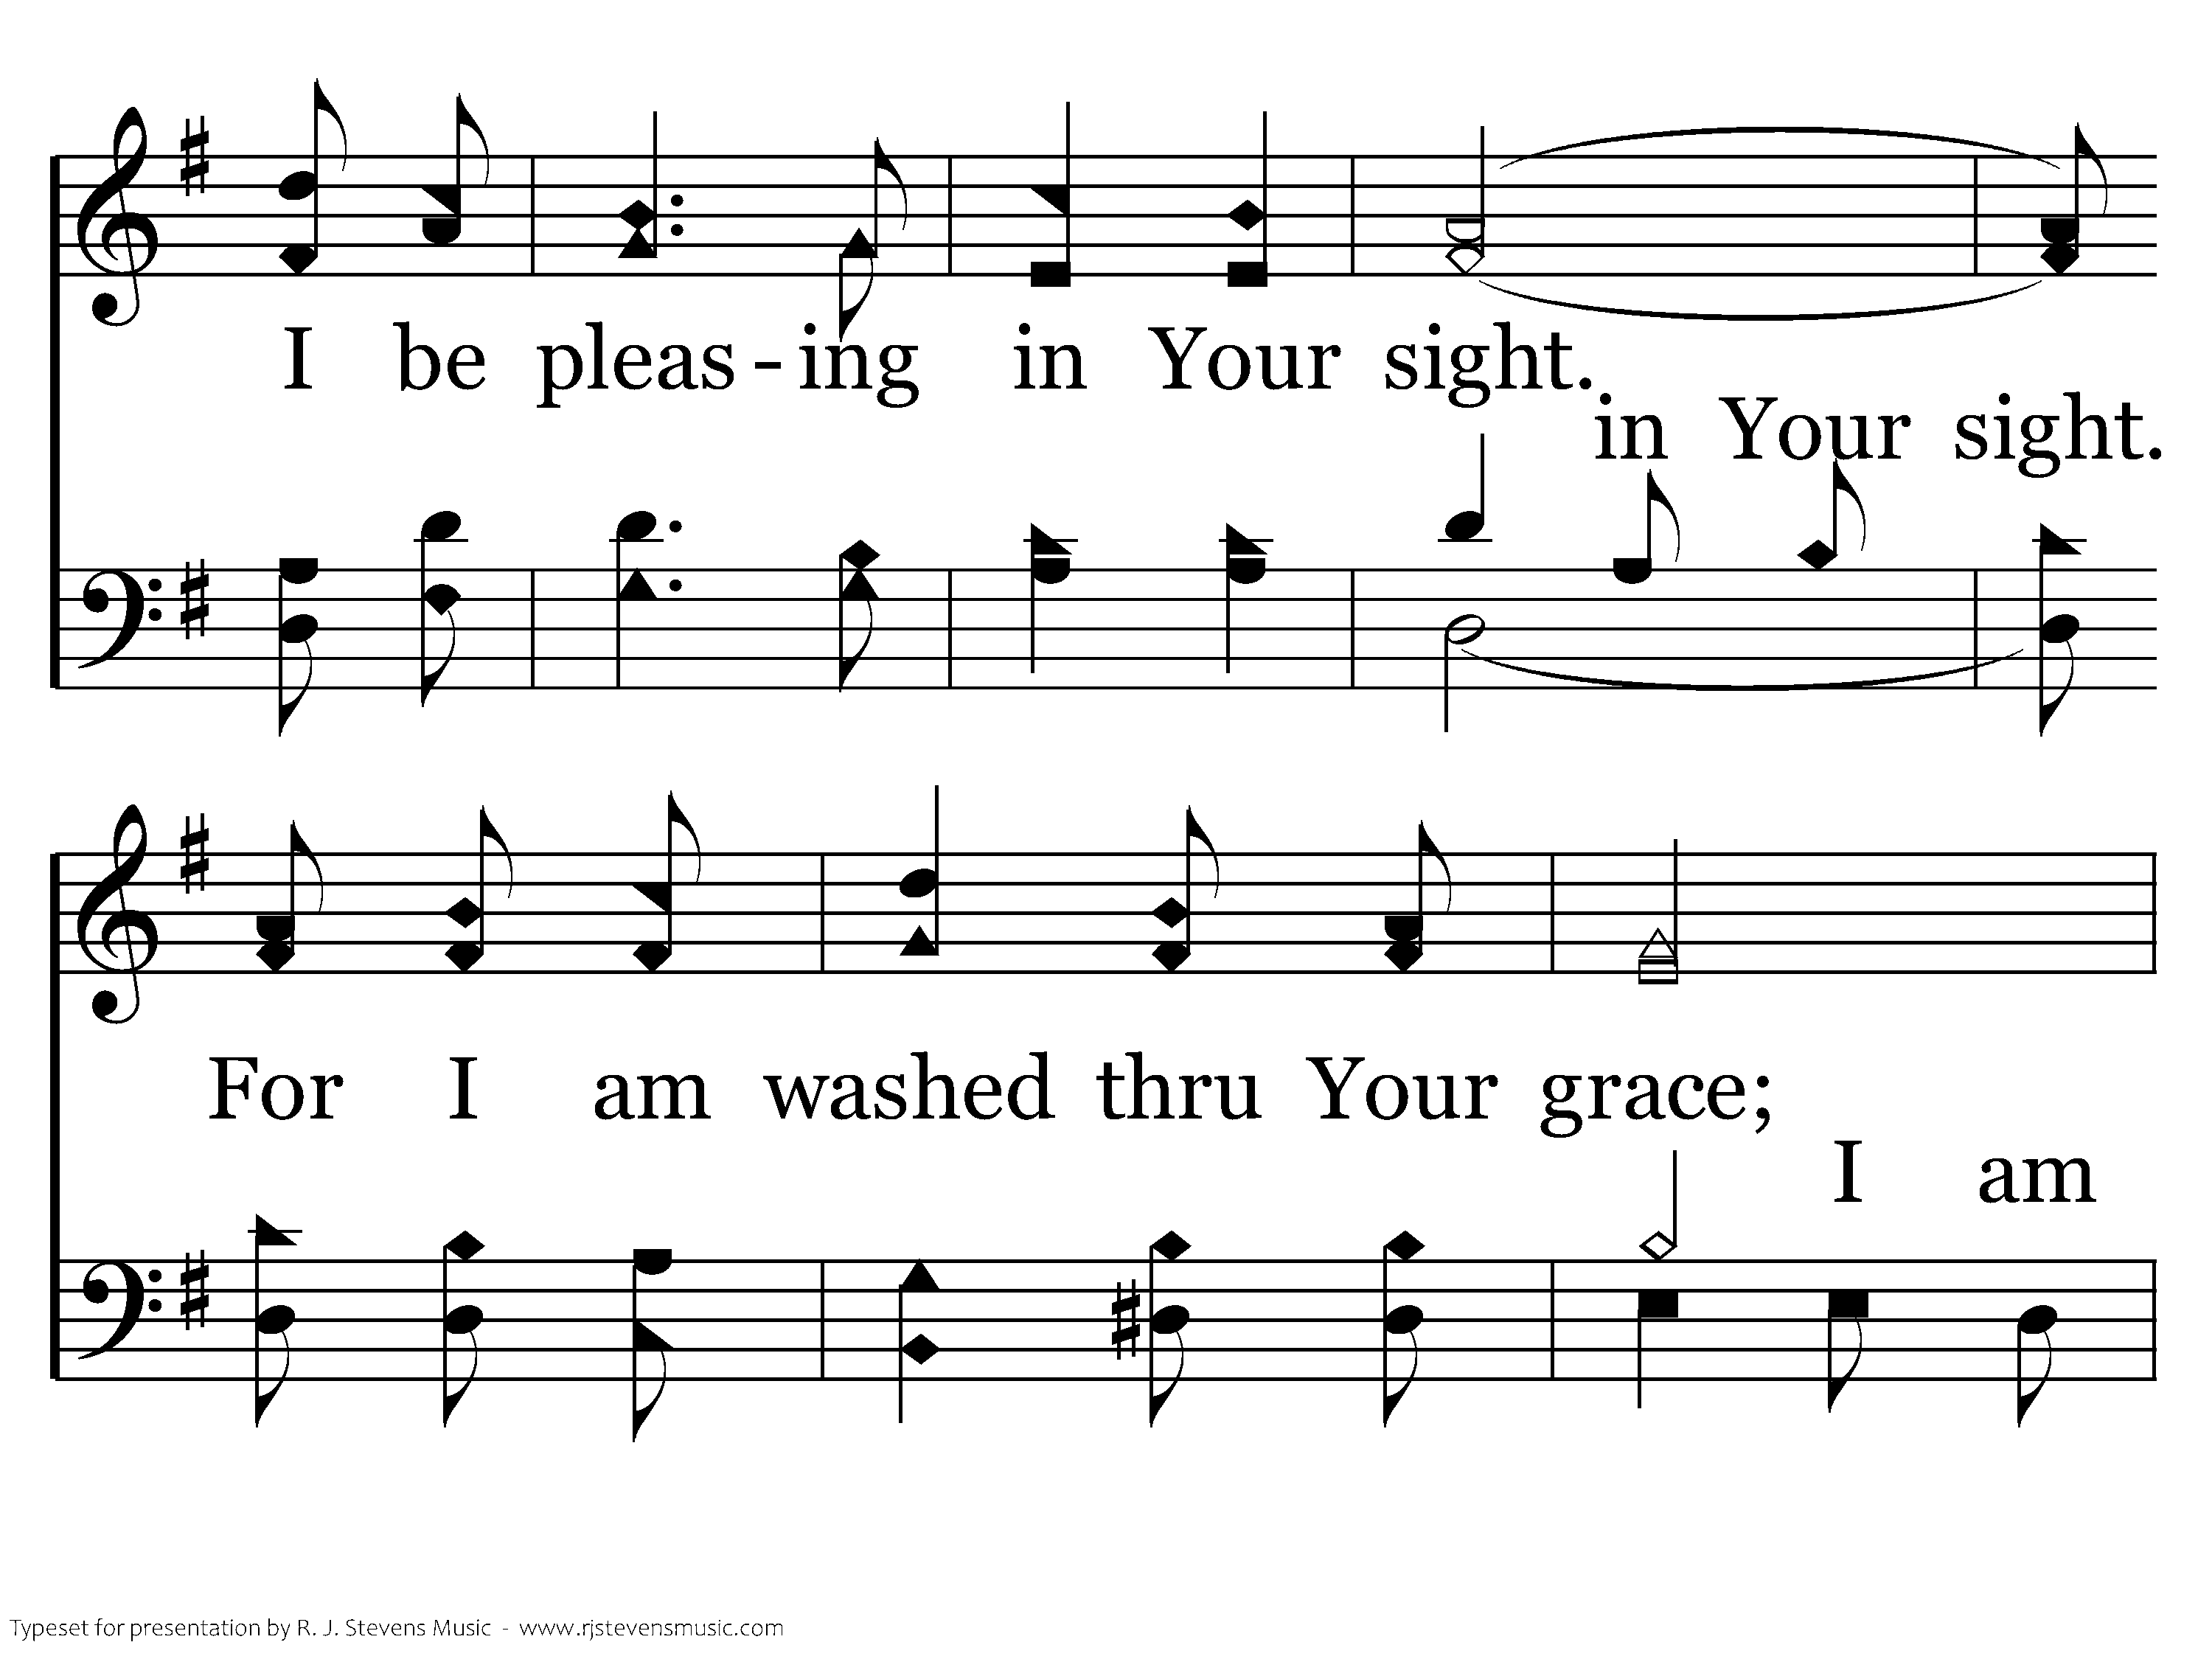 I be pleas - ing in Your sight.
in Your sight.
For I am washed thru Your grace;
I am
Typeset for presentation by R. J. Stevens Music - www.rjstevensmusic.com